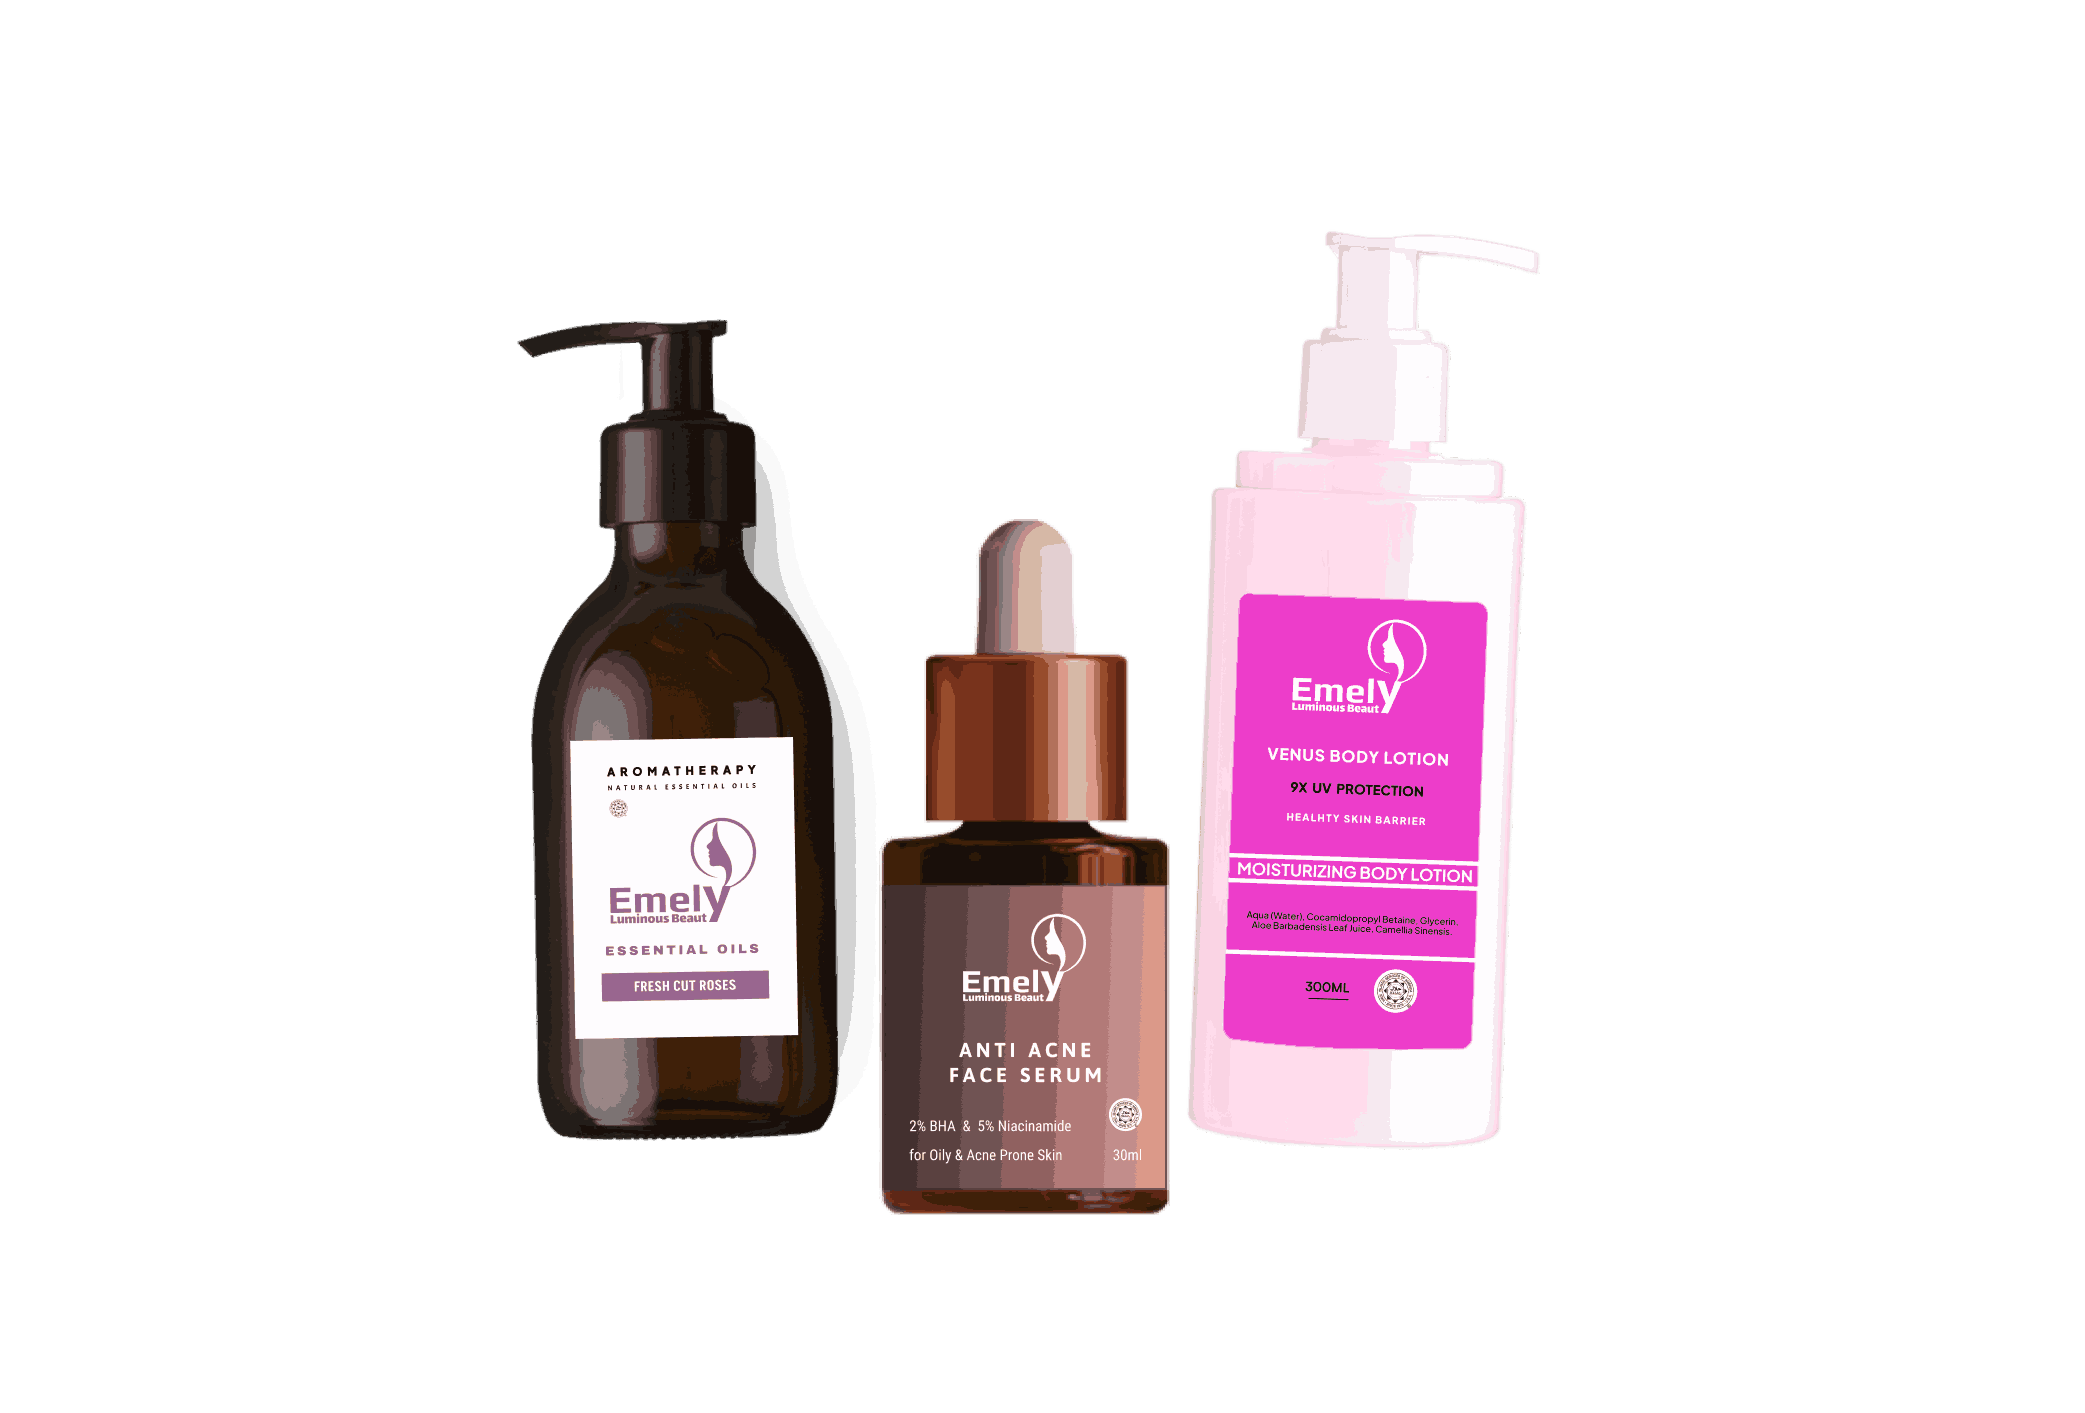 AROMATHERAPY
NATURAL ESSENTIAL OILS
Emely
Luminous Beaut
ESSENTIAL OILS
FRESH CUT ROSES
Emely
Luminous Beaut
ANTI ACNE
FACE SERUM
2% BHA & 5% Niacinamide
for Oily & Acne Prone Skin
30ml
Emely
Luminous Beaut
VENUS BODY LOTION
9X UV PROTECTION
HEALHTY SKIN BARRIER
MOISTURIZING BODY LOTION
Aqua (Water), Cocamidopropyl Betaine, Glycerin,
Aloe Barbadensis Leaf Juice, Camellia Sinensis.
300ML